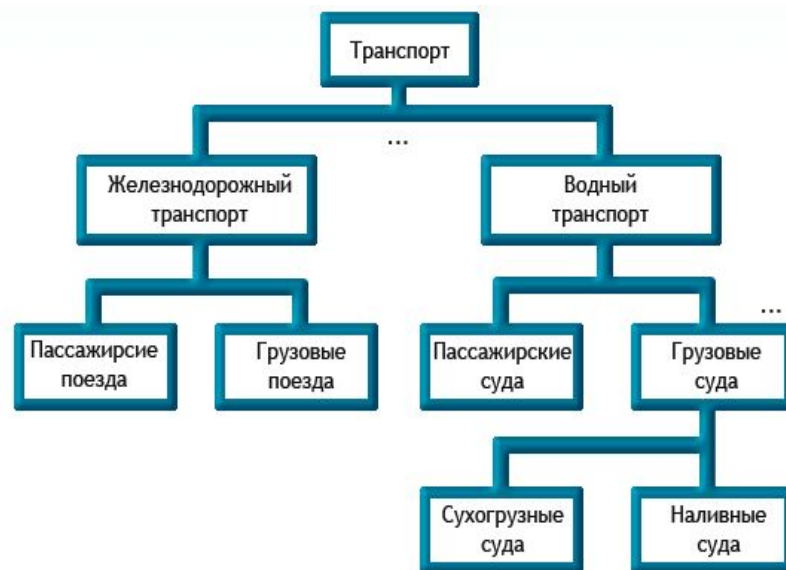 Транспорт
...
Железнодорожный
транспорт
Водный
транспорт
...
Пассажирсие
поезда
Грузовые
поезда
Пассажирские
суда
Грузовые
суда
Сухогрузные
суда
Наливные
суда